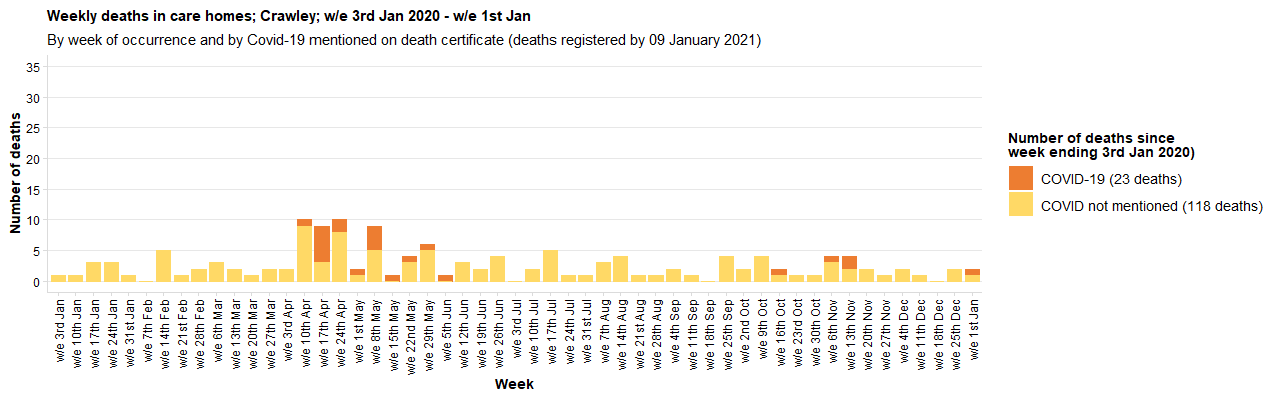 Weekly deaths in care homes; Crawley; w/e 3rd Jan 2020 - w/e 1st Jan
By week of occurrence and by Covid-19 mentioned on death certificate (deaths registered by 09 January 2021)
35
30
25
20
15
10
5
0
Number of deaths
w/e 3rd Jan
w/e 10th Jan
w/e 17th Jan
w/e 24th Jan
w/e 31st Jan
w/e 7th Feb
w/e 14th Feb
w/e 21st Feb
w/e 28th Feb
w/e 6th Mar
w/e 13th Mar
w/e 20th Mar
w/e 27th Mar
w/e 3rd Apr
w/e 10th Apr
w/e 17th Apr
w/e 24th Apr
w/e 1st May
w/e 8th May
w/e 15th May
w/e 22nd May
w/e 29th May
w/e 5th Jun
w/e 12th Jun
w/e 19th Jun
w/e 26th Jun
w/e 3rd Jul
w/e 10th Jul
w/e 17th Jul
w/e 24th Jul
w/e 31st Jul
w/e 7th Aug
w/e 14th Aug
w/e 21st Aug
w/e 28th Aug
w/e 4th Sep
w/e 11th Sep
w/e 18th Sep
w/e 25th Sep
w/e 2nd Oct
w/e 9th Oct
w/e 16th Oct
w/e 23rd Oct
w/e 30th Oct
w/e 6th Nov
w/e 13th Nov
w/e 20th Nov
w/e 27th Nov
w/e 4th Dec
w/e 11th Dec
w/e 18th Dec
w/e 25th Dec
w/e 1st Jan
Week
Number of deaths since
week ending 3rd Jan 2020)
COVID-19 (23 deaths)
COVID not mentioned (118 deaths)